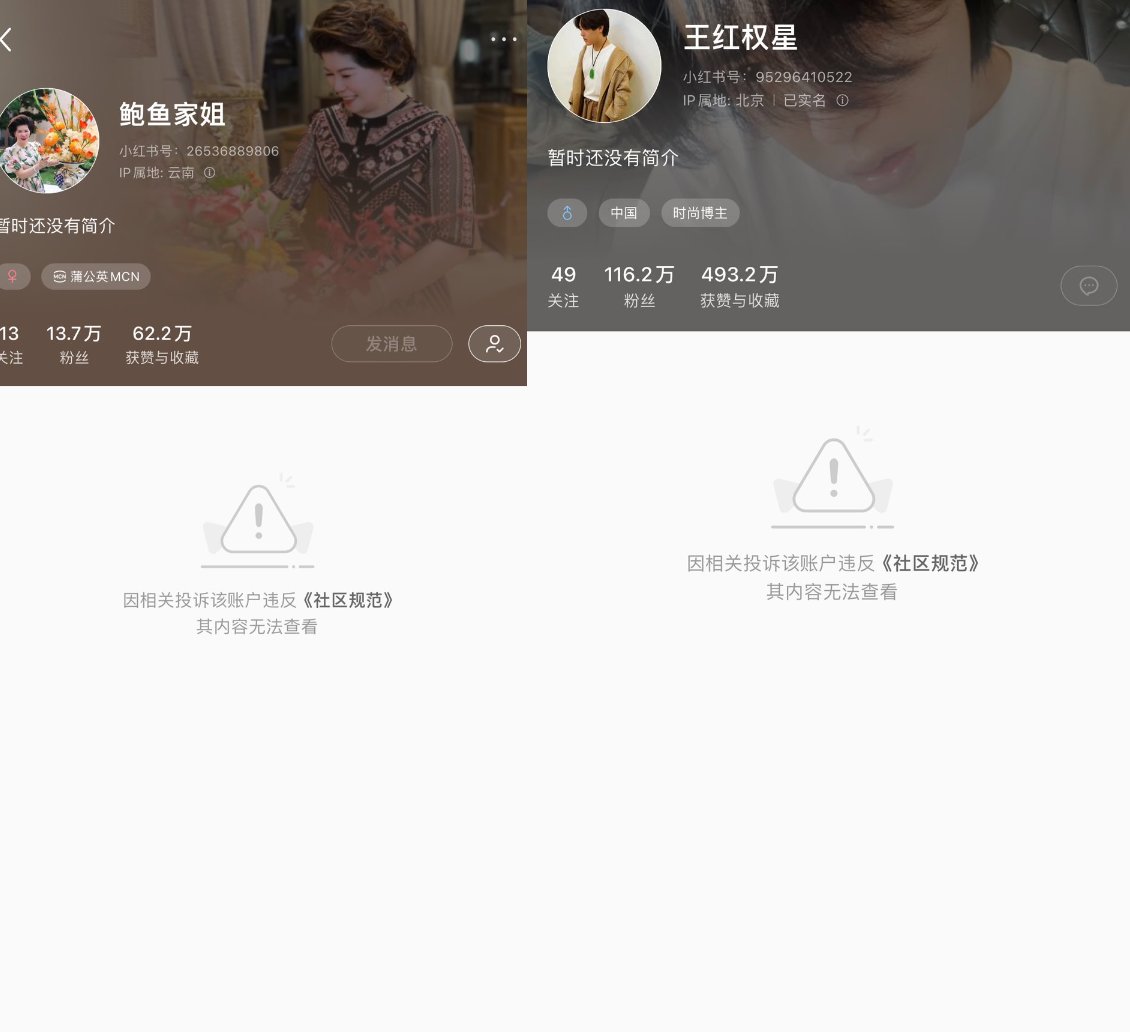 鲍鱼家姐
小红书号：26536889806
IP属地: 云南
暂时还没有简介
蒲公英MCN
13 关注
13.7万 粉丝
62.2万 获赞与收藏
发消息
因相关投诉该账户违反《社区规范》
其内容无法查看
王红权星
小红书号：95296410522
IP属地: 北京 | 已实名
暂时还没有简介
中国
时尚博主
49 关注
116.2万 粉丝
493.2万 获赞与收藏
因相关投诉该账户违反《社区规范》
其内容无法查看